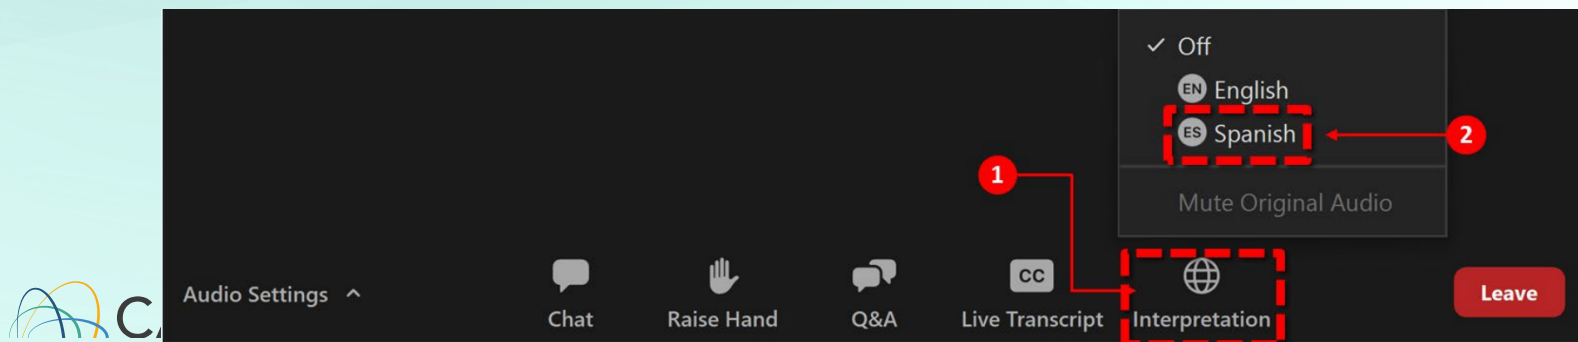 Off
EN English
ES Spanish
2
1
Mute Original Audio
Audio Settings
CC
Chat
Raise Hand
Q&A
Live Transcript
Interpretation
Leave